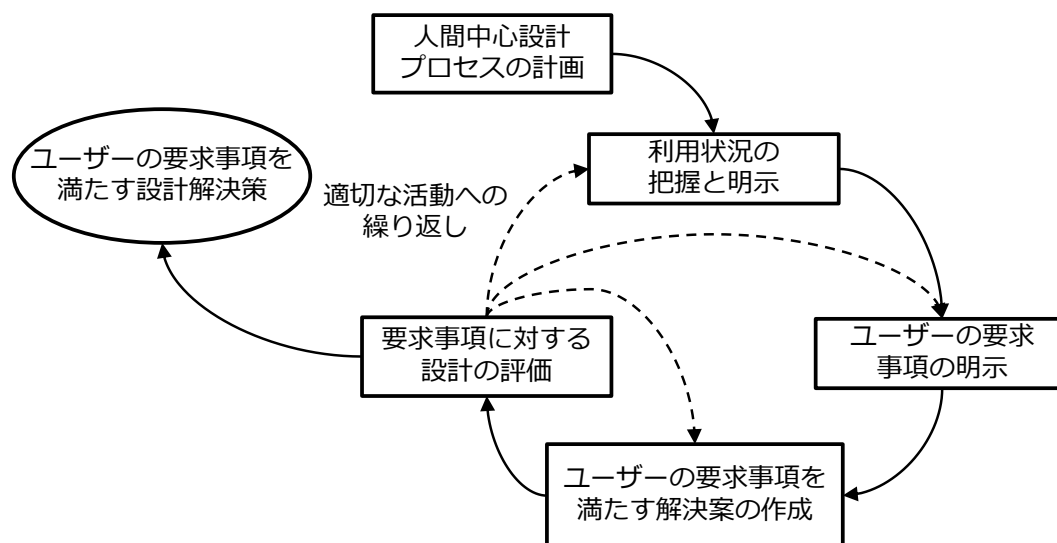 人間中心設計
プロセスの計画
利用状況の
把握と明示
ユーザーの要求事項を
満たす設計解決策
適切な活動への
繰り返し
要求事項に対する
設計の評価
ユーザーの要求
事項の明示
ユーザーの要求事項を
満たす解決案の作成